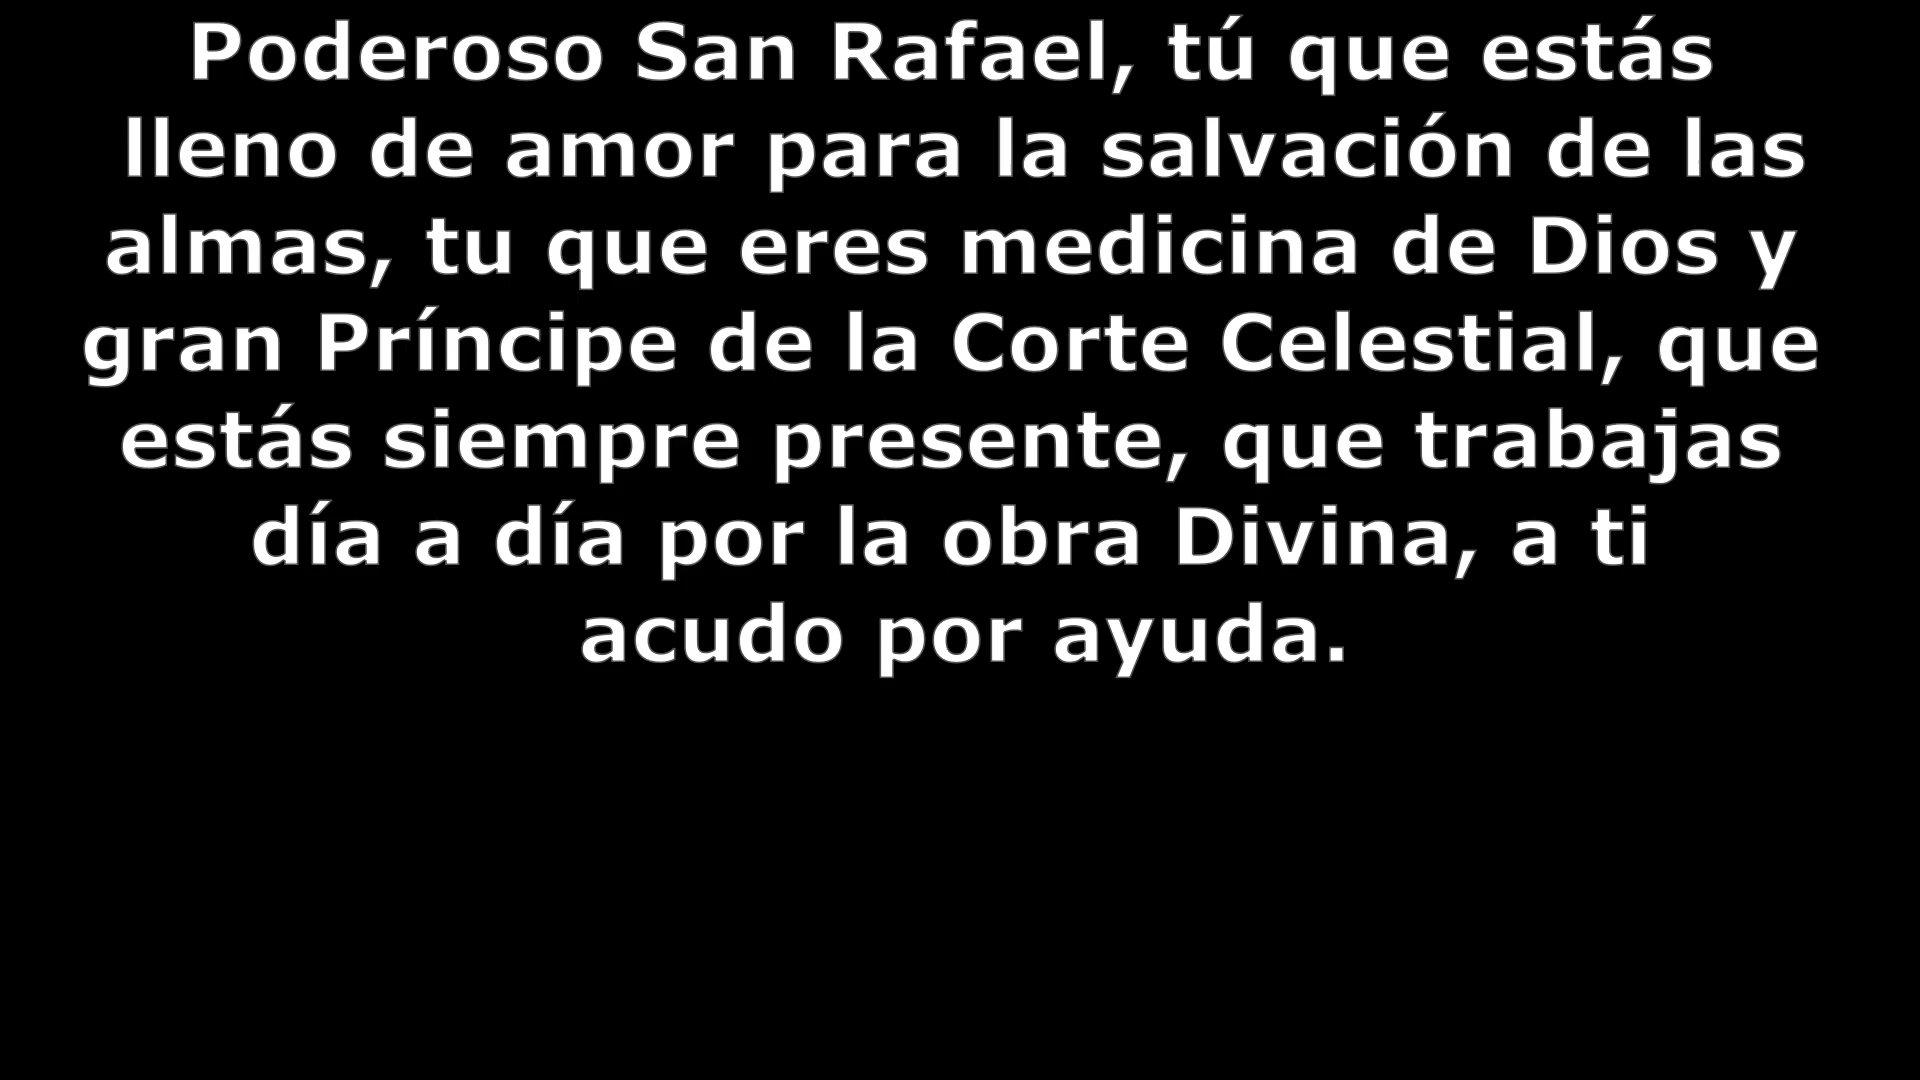 Poderoso San Rafael, tú que estás
lleno de amor para la salvación de las
almas, tu que eres medicina de Dios y
gran Príncipe de la Corte Celestial, que
estás siempre presente, que trabajas
día a día por la obra Divina, a ti
acudo por ayuda.